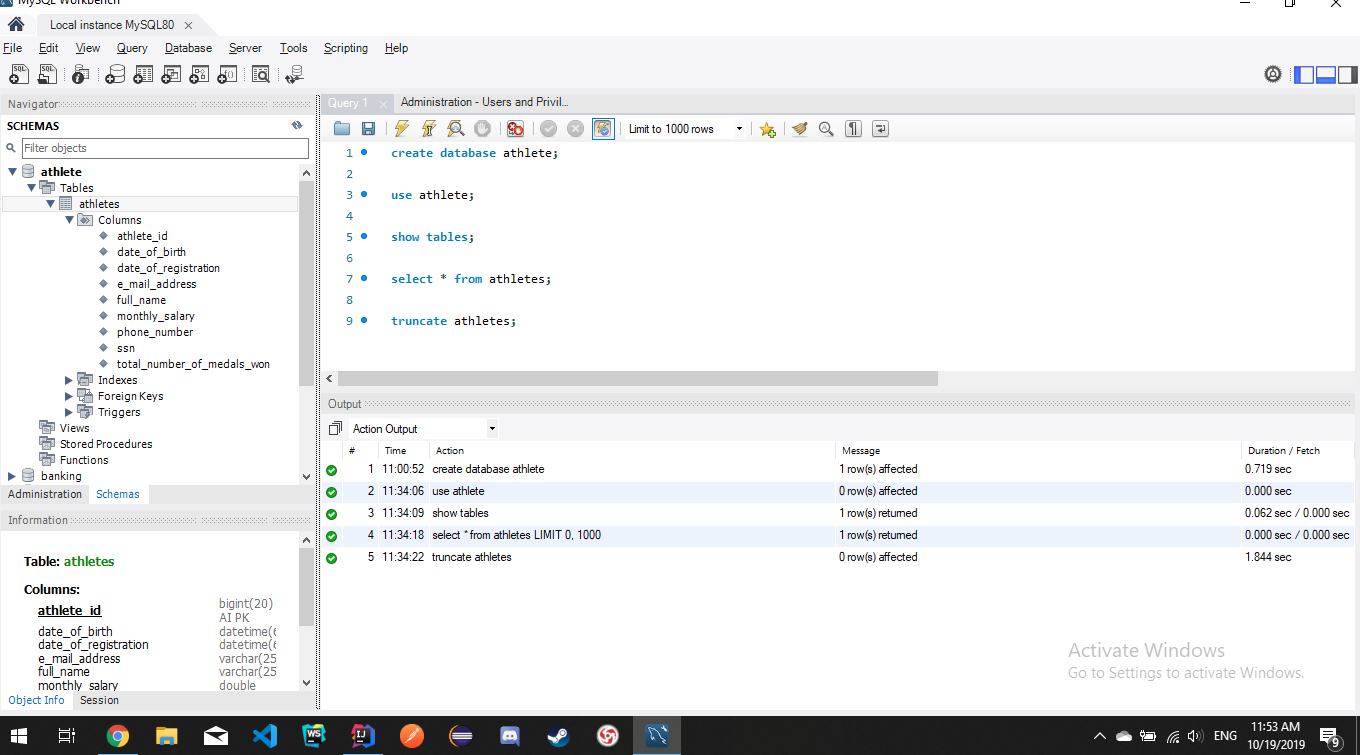 MySQL Workbench
Local instance MySQL80
File Edit View Query Database Server Tools Scripting Help
Navigator
SCHEMAS
Filter objects
athlete
Tables
athletes
Columns
athlete_id
date_of_birth
date_of_registration
e_mail_address
full_name
monthly_salary
phone_number
ssn
total_number_of_medals_won
Indexes
Foreign Keys
Triggers
Views
Stored Procedures
Functions
banking
Administration Schemas
Information
Table: athletes
Columns:
athlete_id bigint(20)
AI PK
date_of_birth datetime(6
date_of_registration datetime(6
e_mail_address varchar(25
full_name varchar(25
monthly_salary double
Object Info Session
Query 1 Administration - Users and Privil...
Limit to 1000 rows
1 create database athlete;
2
3 use athlete;
4
5 show tables;
6
7 select * from athletes;
8
9 truncate athletes;
Output
Action Output
# Time Action Message Duration / Fetch
1 11:00:52 create database athlete 1 row(s) affected 0.719 sec
2 11:34:06 use athlete 0 row(s) affected 0.000 sec
3 11:34:09 show tables 1 row(s) returned 0.062 sec / 0.000 sec
4 11:34:18 select * from athletes LIMIT 0, 1000 1 row(s) returned 0.000 sec / 0.000 sec
5 11:34:22 truncate athletes 0 row(s) affected 1.844 sec
Activate Windows
Go to Settings to activate Windows.
ENG
11:53 AM
10/19/2019
9